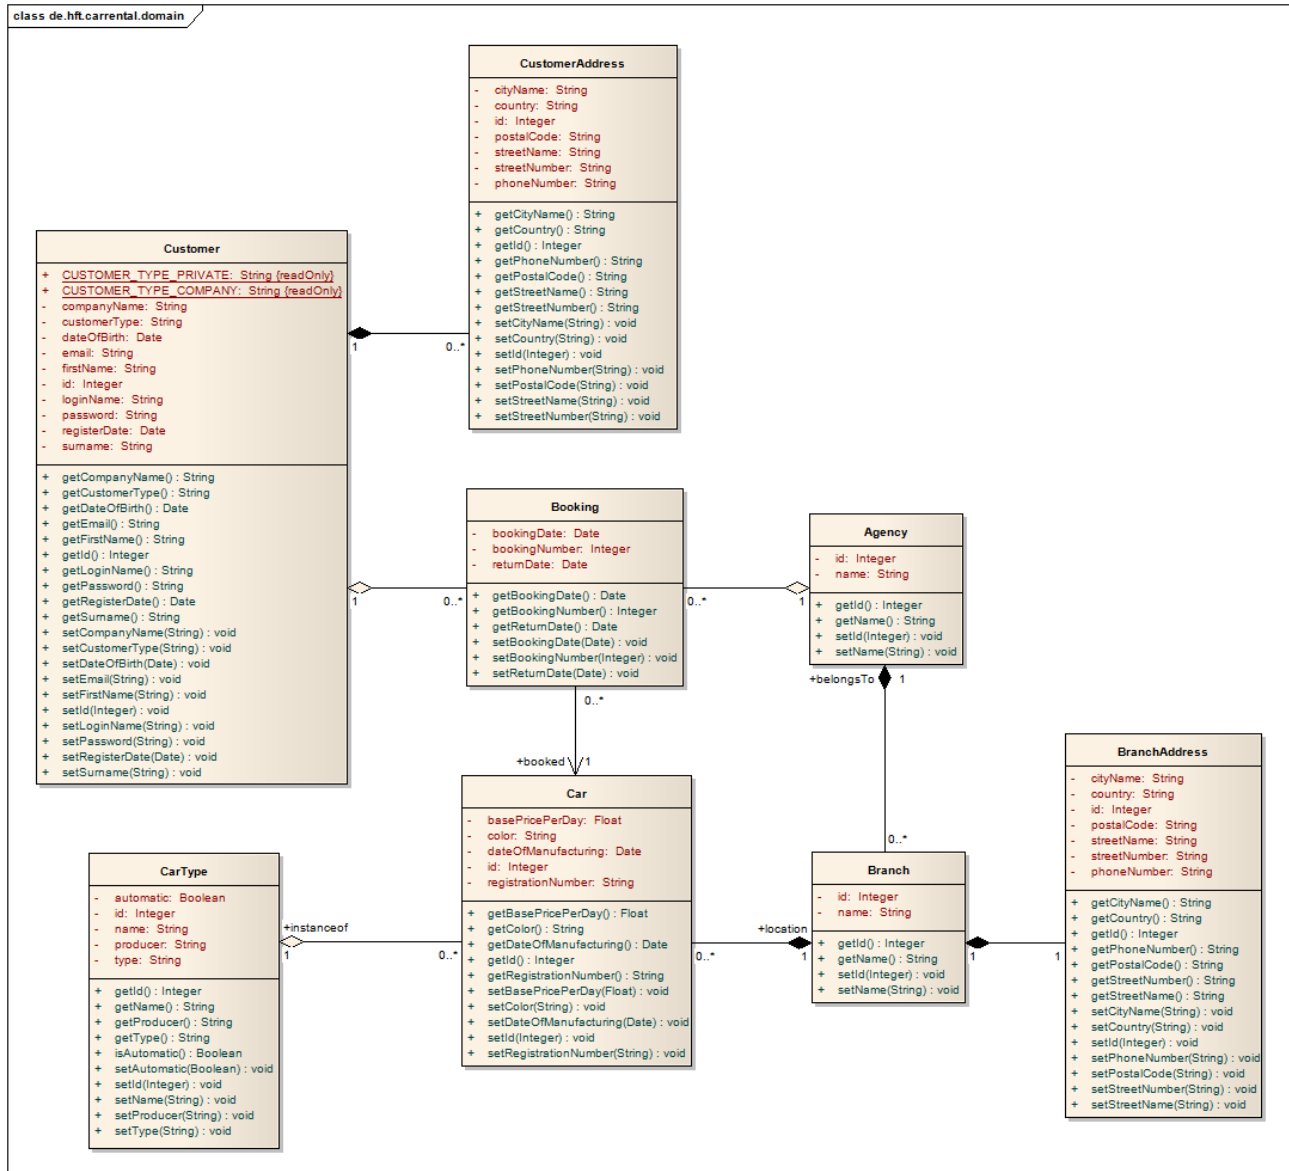 class de.hft.carrental.domain
CustomerAddress
- cityName: String
- country: String
- id: Integer
- postalCode: String
- streetName: String
- streetNumber: String
- phoneNumber: String
+ getCityName() : String
+ getCountry() : String
+ getId() : Integer
+ getPhoneNumber() : String
+ getPostalCode() : String
+ getStreetName() : String
+ getStreetNumber() : String
+ setCityName(String) : void
+ setCountry(String) : void
+ setId(Integer) : void
+ setPhoneNumber(String) : void
+ setPostalCode(String) : void
+ setStreetName(String) : void
+ setStreetNumber(String) : void
Customer
+ CUSTOMER_TYPE_PRIVATE: String {readOnly}
+ CUSTOMER_TYPE_COMPANY: String {readOnly}
- companyName: String
- customerType: String
- dateOfBirth: Date
- email: String
- firstName: String
- id: Integer
- loginName: String
- password: String
- registerDate: Date
- surname: String
+ getCompanyName() : String
+ getCustomerType() : String
+ getDateOfBirth() : Date
+ getEmail() : String
+ getFirstName() : String
+ getId() : Integer
+ getLoginName() : String
+ getPassword() : String
+ getRegisterDate() : Date
+ getSurname() : String
+ setCompanyName(String) : void
+ setCustomerType(String) : void
+ setDateOfBirth(Date) : void
+ setEmail(String) : void
+ setFirstName(String) : void
+ setId(Integer) : void
+ setLoginName(String) : void
+ setPassword(String) : void
+ setRegisterDate(Date) : void
+ setSurname(String) : void
1
0..*
Booking
- bookingDate: Date
- bookingNumber: Integer
- returnDate: Date
+ getBookingDate() : Date
+ getBookingNumber() : Integer
+ getReturnDate() : Date
+ setBookingDate(Date) : void
+ setBookingNumber(Integer) : void
+ setReturnDate(Date) : void
1
0..*
0..*
1
Agency
- id: Integer
- name: String
+ getId() : Integer
+ getName() : String
+ setId(Integer) : void
+ setName(String) : void
+belongsTo
1
0..*
0..*
+booked
1
Car
- basePricePerDay: Float
- color: String
- dateOfManufacturing: Date
- id: Integer
- registrationNumber: String
+ getBasePricePerDay() : Float
+ getColor() : String
+ getDateOfManufacturing() : Date
+ getId() : Integer
+ getRegistrationNumber() : String
+ setBasePricePerDay(Float) : void
+ setColor(String) : void
+ setDateOfManufacturing(Date) : void
+ setId(Integer) : void
+ setRegistrationNumber(String) : void
CarType
- automatic: Boolean
- id: Integer
- name: String
- producer: String
- type: String
+ getId() : Integer
+ getName() : String
+ getProducer() : String
+ getType() : String
+ isAutomatic() : Boolean
+ setAutomatic(Boolean) : void
+ setId(Integer) : void
+ setName(String) : void
+ setProducer(String) : void
+ setType(String) : void
+instanceof
1
0..*
+location
0..*
1
Branch
- id: Integer
- name: String
+ getId() : Integer
+ getName() : String
+ setId(Integer) : void
+ setName(String) : void
1
1
BranchAddress
- cityName: String
- country: String
- id: Integer
- postalCode: String
- streetName: String
- streetNumber: String
- phoneNumber: String
+ getCityName() : String
+ getCountry() : String
+ getId() : Integer
+ getPhoneNumber() : String
+ getPostalCode() : String
+ getStreetNumber() : String
+ getStreetName() : String
+ setCityName(String) : void
+ setCountry(String) : void
+ setId(Integer) : void
+ setPhoneNumber(String) : void
+ setPostalCode(String) : void
+ setStreetNumber(String) : void
+ setStreetName(String) : void